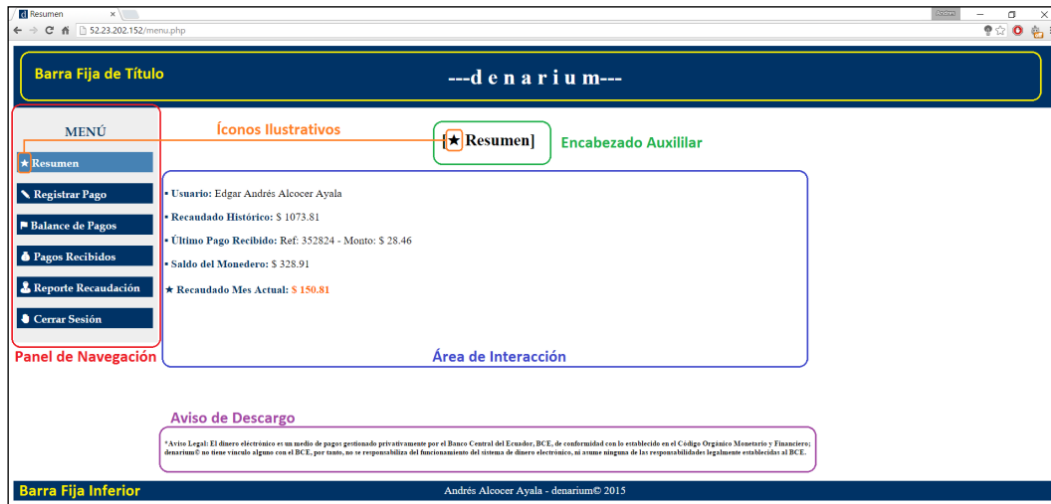 Resumen
52.23.202.152/menu.php
Barra Fija de Título
---d e n a r i u m---
MENÚ
Íconos Ilustrativos
[★ Resumen]
Encabezado Auxililar
★ Resumen
Registrar Pago
Balance de Pagos
Pagos Recibidos
Reporte Recaudación
Cerrar Sesión
Panel de Navegación
▪ Usuario: Edgar Andrés Alcocer Ayala
▪ Recaudado Histórico: $ 1073.81
▪ Último Pago Recibido: Ref: 352824 - Monto: $ 28.46
▪ Saldo del Monedero: $ 328.91
★ Recaudado Mes Actual: $ 150.81
Área de Interacción
Aviso de Descargo
*Aviso Legal: El dinero eléctrónico es un medio de pagos gestionado privativamente por el Banco Central del Ecuador, BCE, de conformidad con lo establecido en el Código Orgánico Monetario y Financiero;
denarium© no tiene vínculo alguno con el BCE, por tanto, no se responsabiliza del funcionamiento del sistema de dinero electrónico, ni asume ninguna de las responsabilidades legalmente establecidas al BCE.
Barra Fija Inferior
Andrés Alcocer Ayala - denarium© 2015